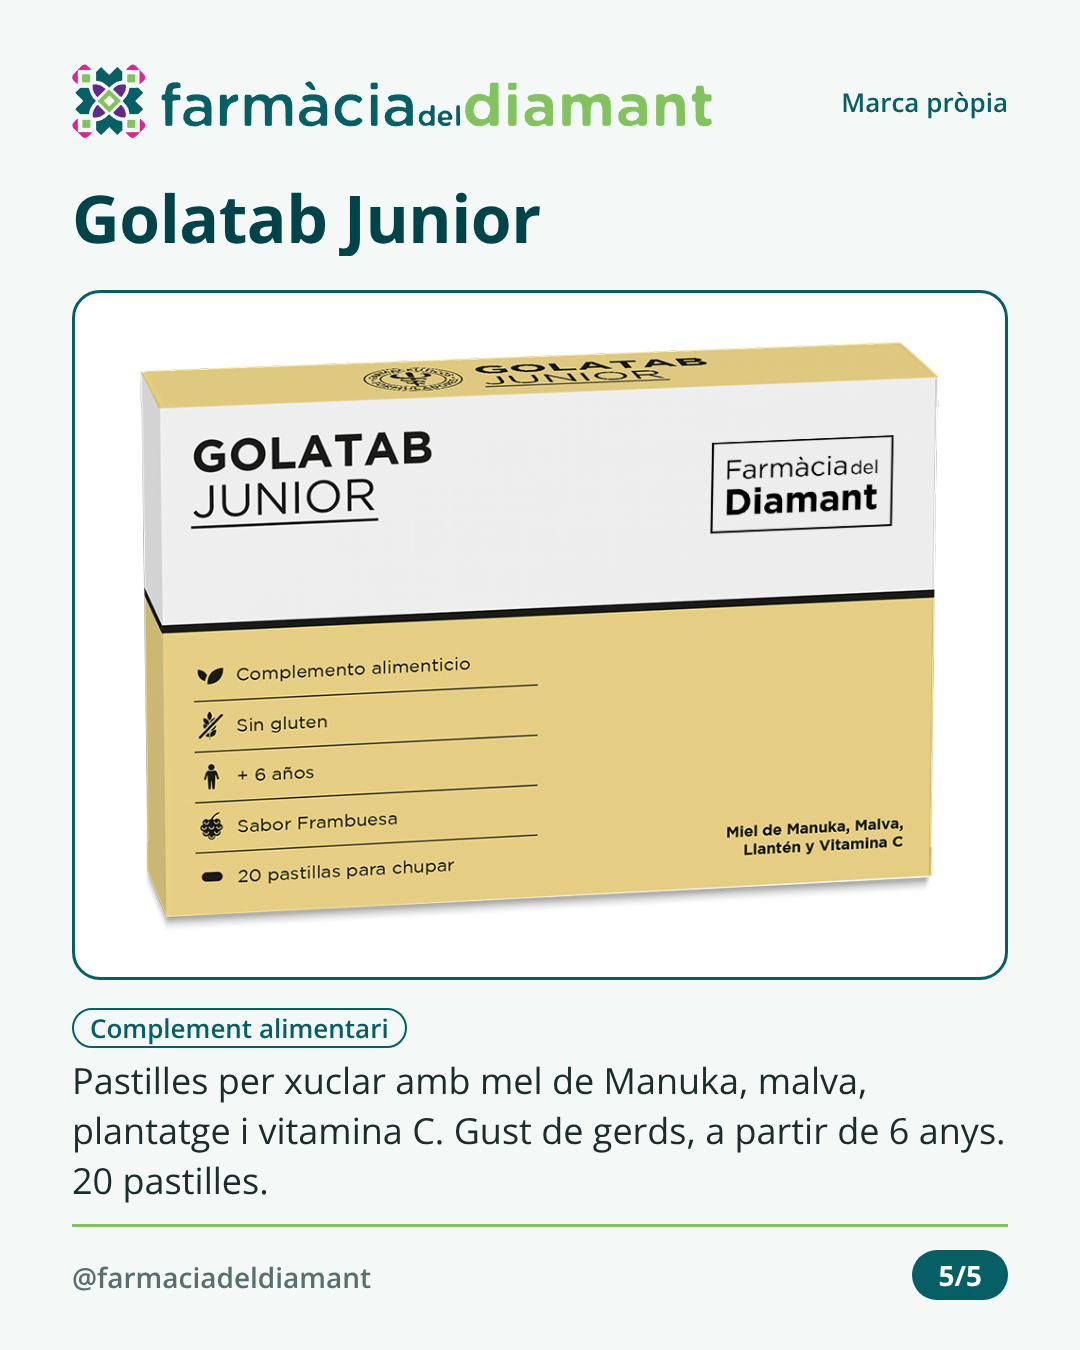 farmàciadeldiamant
Marca pròpia
Golatab Junior
GOLATAB
JUNIOR
GOLATAB
JUNIOR
Farmàcia del
Diamant
Complemento alimenticio
Sin gluten
+ 6 años
Sabor Frambuesa
20 pastillas para chupar
Miel de Manuka, Malva,
Llantén y Vitamina C
Complement alimentari
Pastilles per xuclar amb mel de Manuka, malva,
plantatge i vitamina C. Gust de gerds, a partir de 6 anys.
20 pastilles.
@farmaciadeldiamant
5/5